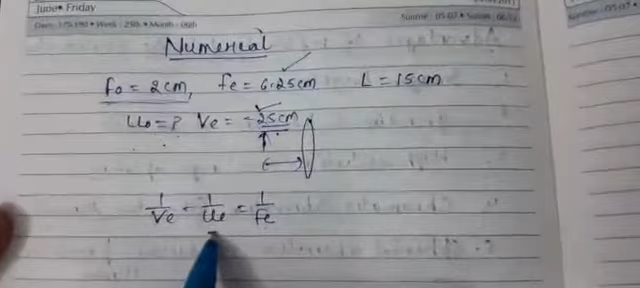 June • Friday
Numerical
fo = 2cm, fe = 6.25cm L = 15cm
uo = ? Ve = -25cm
1/Ve - 1/ue = 1/fe